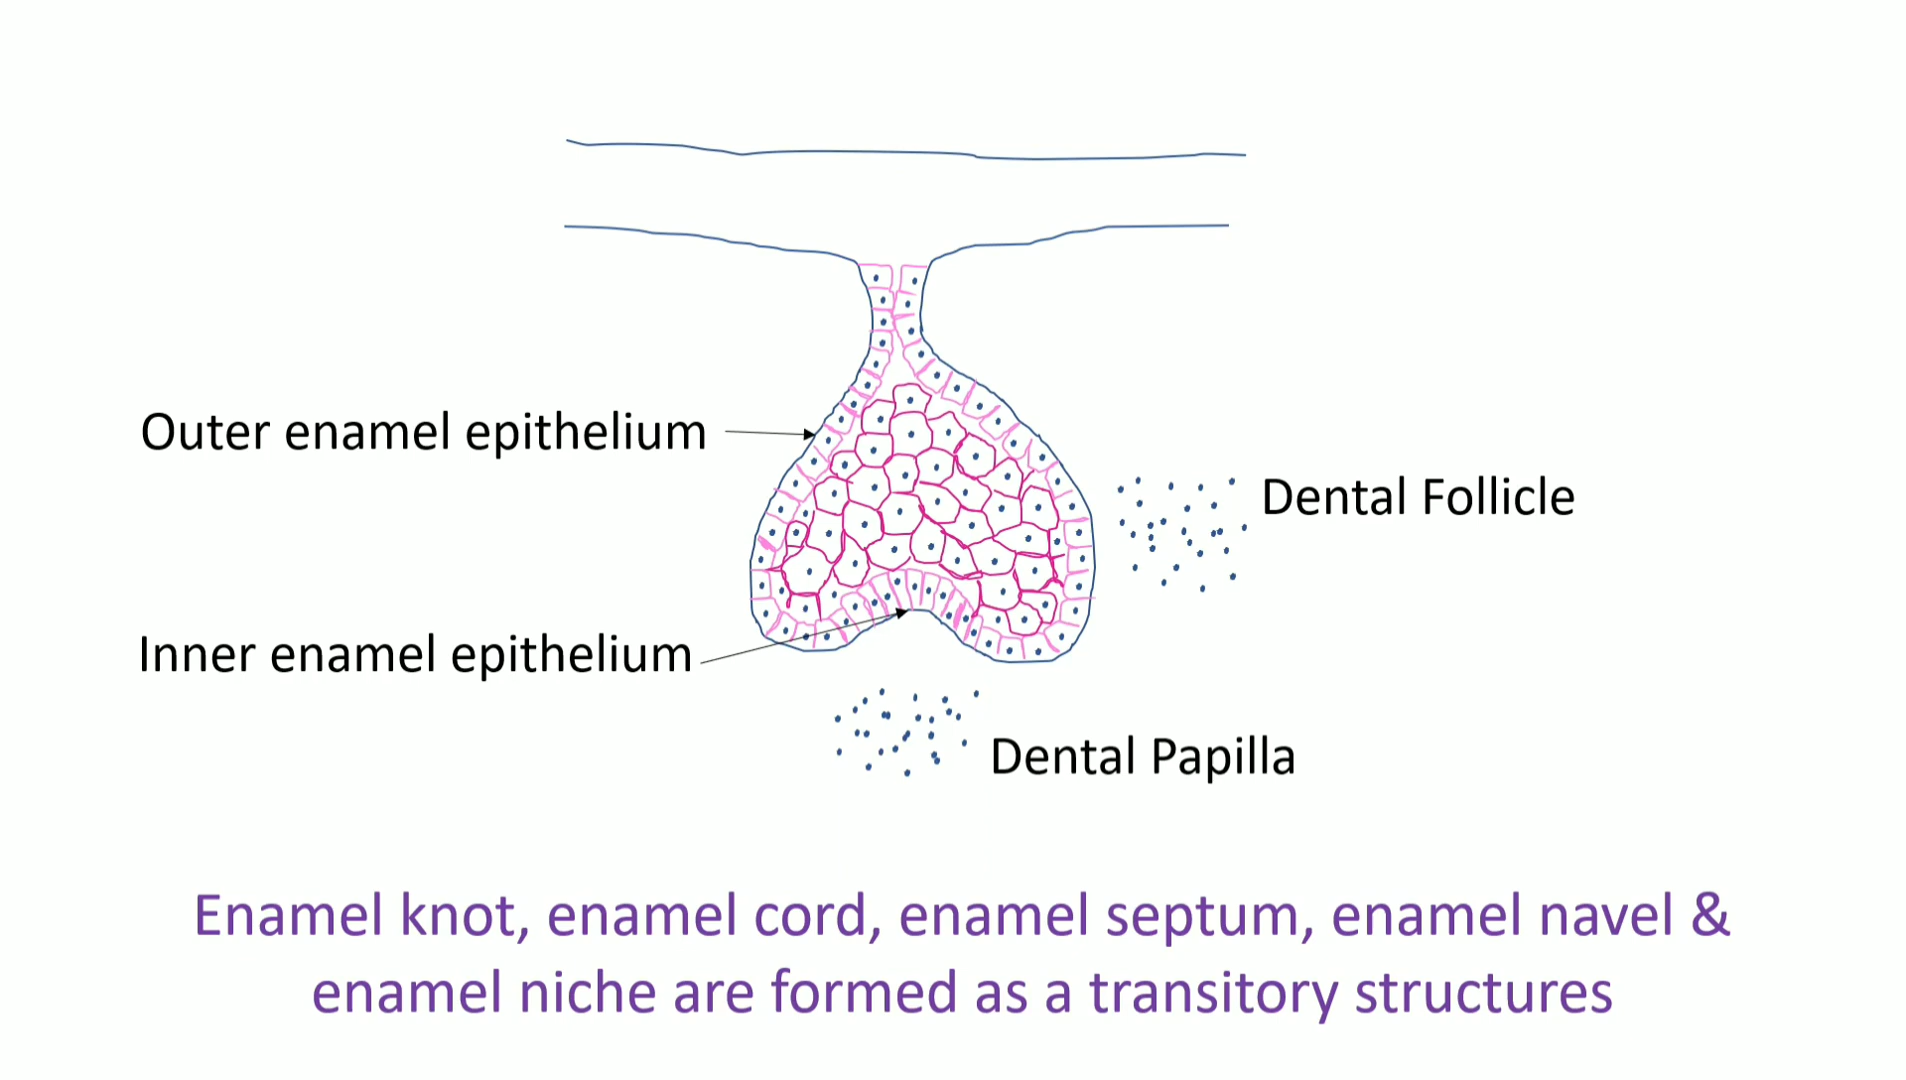 Outer enamel epithelium
Dental Follicle
Inner enamel epithelium
Dental Papilla
Enamel knot, enamel cord, enamel septum, enamel navel &
enamel niche are formed as a transitory structures